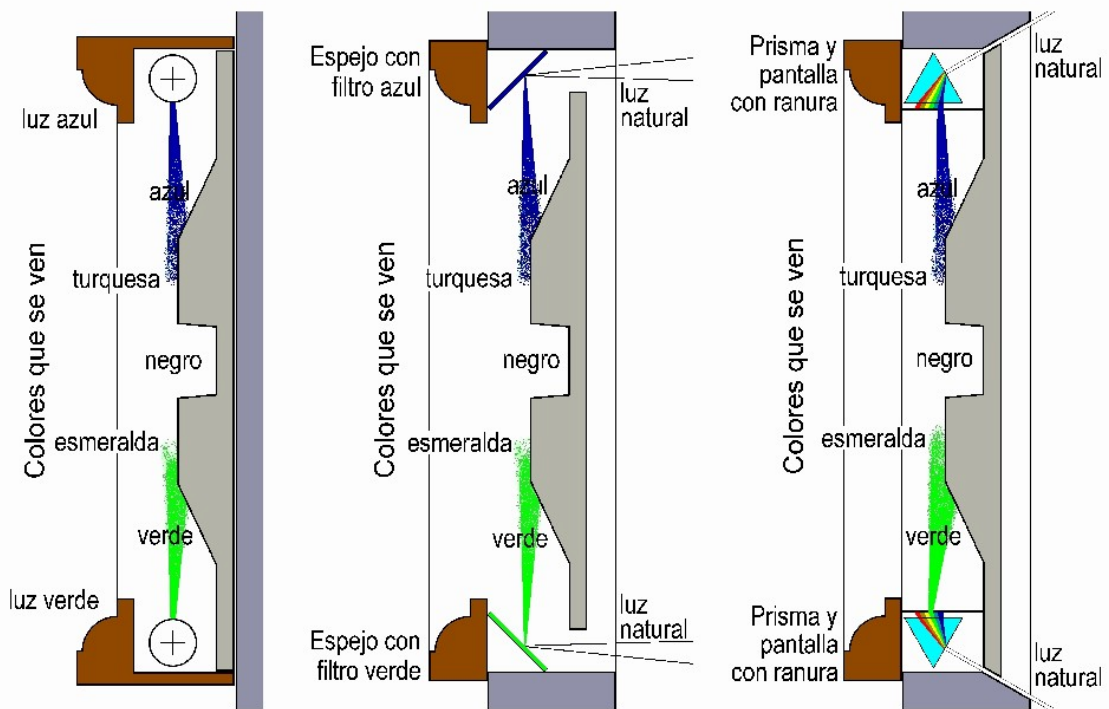 luz azul
azul
turquesa
negro
esmeralda
verde
luz verde
Colores que se ven
Espejo con
filtro azul
luz
natural
azul
turquesa
negro
esmeralda
verde
luz
natural
Espejo con
filtro verde
Colores que se ven
Prisma y
pantalla
con ranura
luz
natural
azul
turquesa
negro
esmeralda
verde
Prisma y
pantalla
con ranura
luz
natural
Colores que se ven